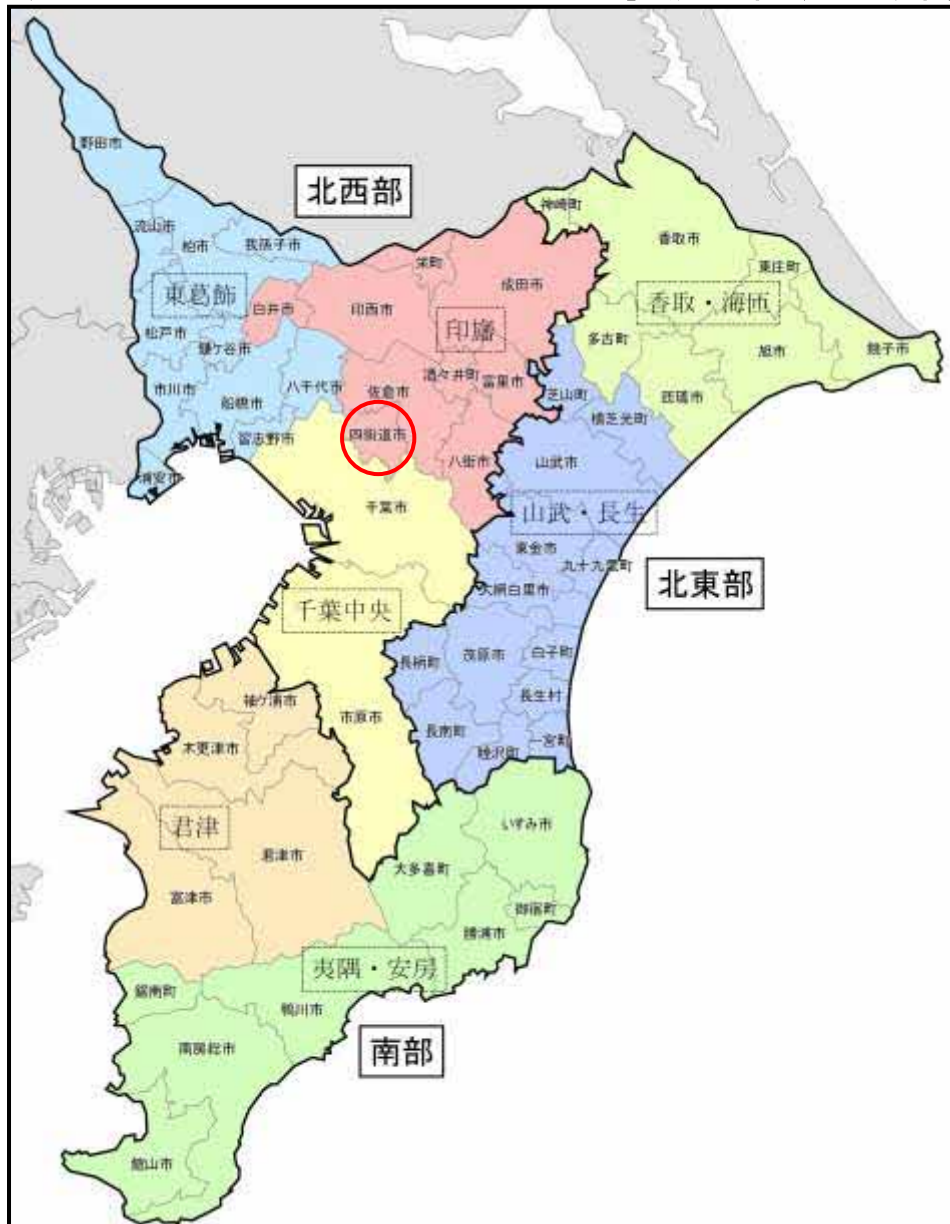 野田市
北西部
流山市
柏市
我孫子市
神崎町
香取市
栄町
成田市
東庄町
東葛飾
白井市
印西市
印旛
香取・海匝
松戸市
鎌ケ谷市
多古町
旭市
銚子市
市川市
船橋市
八千代市
佐倉市
酒々井町
富里市
芝山町
匝瑳市
横芝光町
習志野市
四街道市
浦安市
八街市
山武市
千葉市
山武・長生
東金市
九十九里町
大網白里市
北東部
千葉中央
長柄町
茂原市
白子町
長生村
袖ケ浦市
市原市
長南町
睦沢町
一宮町
木更津市
君津
いすみ市
君津市
大多喜町
富津市
御宿町
勝浦市
夷隅・安房
鋸南町
鴨川市
南房総市
南部
館山市